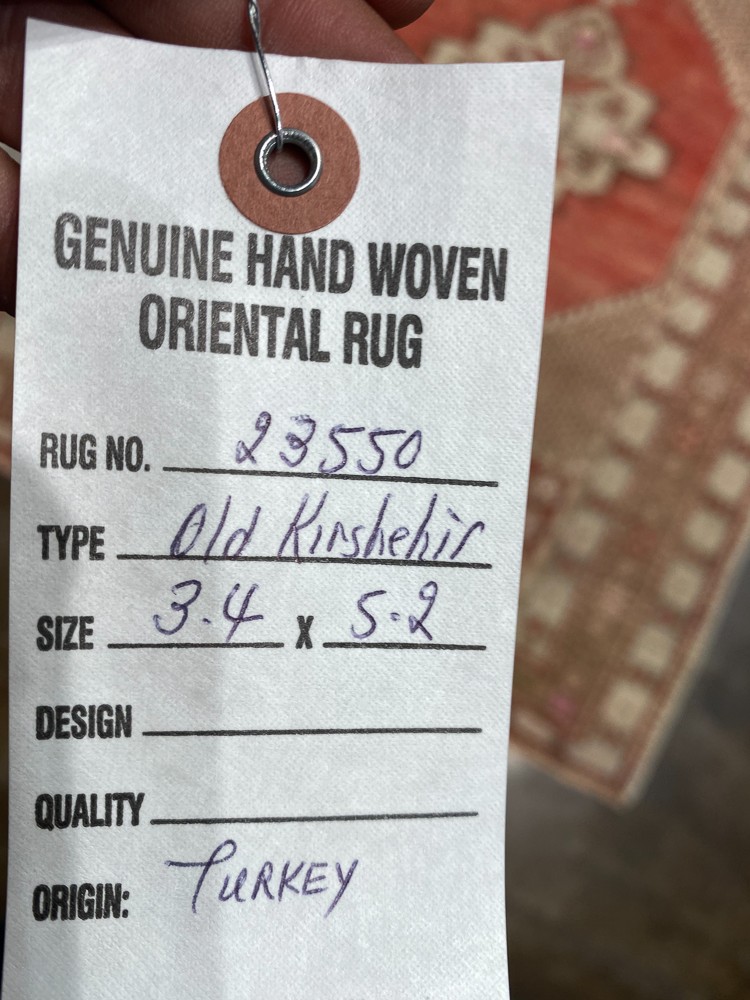 GENUINE HAND WOVEN
ORIENTAL RUG
RUG NO. 23550
TYPE Old Kirshehir
SIZE 3.4 X 5.2
DESIGN
QUALITY
ORIGIN: TURKEY